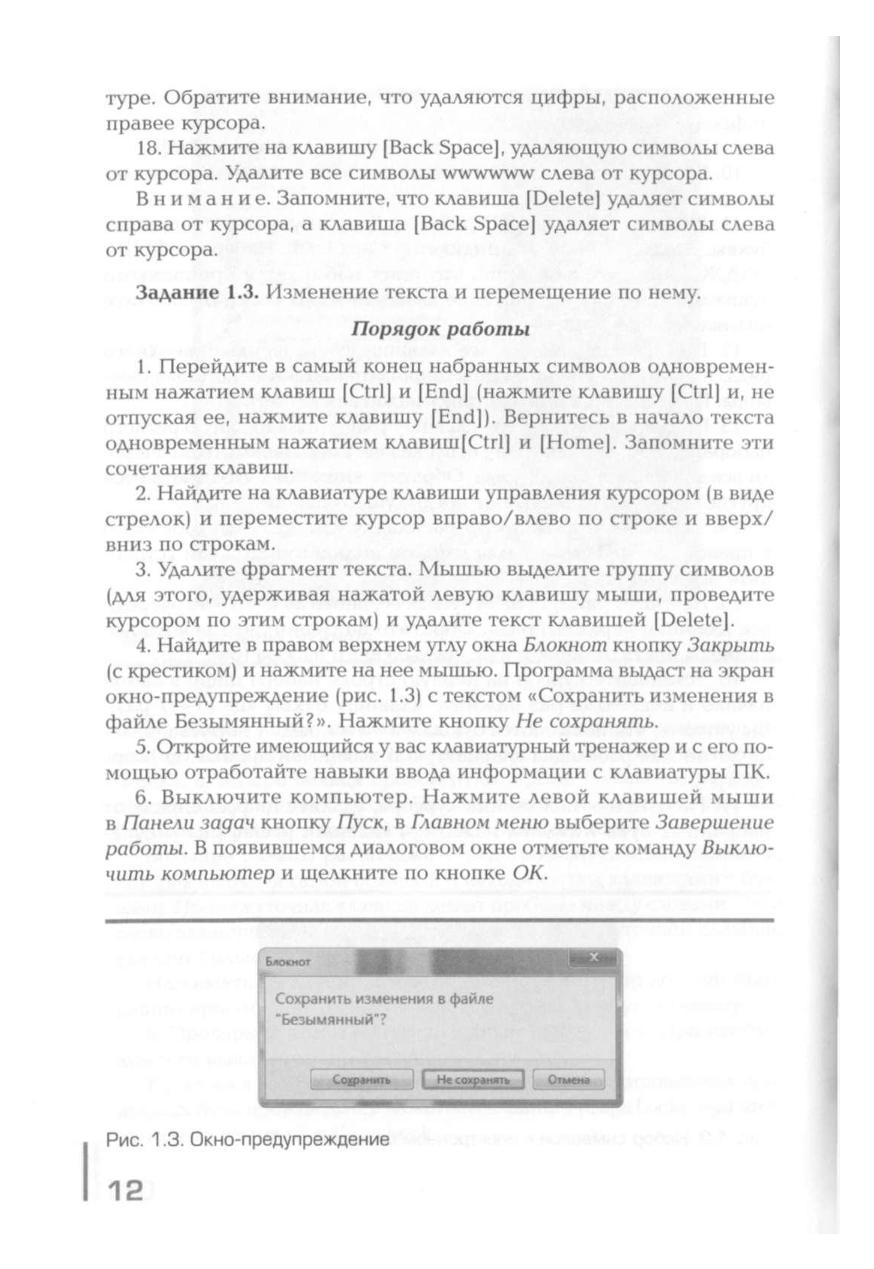 туре. Обратите внимание, что удаляются цифры, расположенные
правее курсора.
18. Нажмите на клавишу [Back Space], удаляющую символы слева
от курсора. Удалите все символы wwwwww слева от курсора.
Внимание. Запомните, что клавиша [Delete] удаляет символы
справа от курсора, а клавиша [Back Space] удаляет символы слева
от курсора.
Задание 1.3. Изменение текста и перемещение по нему.
Порядок работы
1. Перейдите в самый конец набранных символов одновремен-
ным нажатием клавиш [Ctrl] и [End] (нажмите клавишу [Ctrl] и, не
отпуская ее, нажмите клавишу [End]). Вернитесь в начало текста
одновременным нажатием клавиш[Ctrl] и [Home]. Запомните эти
сочетания клавиш.
2. Найдите на клавиатуре клавиши управления курсором (в виде
стрелок) и переместите курсор вправо/влево по строке и вверх/
вниз по строкам.
3. Удалите фрагмент текста. Мышью выделите группу символов
(для этого, удерживая нажатой левую клавишу мыши, проведите
курсором по этим строкам) и удалите текст клавишей [Delete].
4. Найдите в правом верхнем углу окна Блокнот кнопку Закрыть
(с крестиком) и нажмите на нее мышью. Программа выдаст на экран
окно-предупреждение (рис. 1.3) с текстом «Сохранить изменения в
файле Безымянный?». Нажмите кнопку Не сохранять.
5. Откройте имеющийся у вас клавиатурный тренажер и с его по-
мощью отработайте навыки ввода информации с клавиатуры ПК.
6. Выключите компьютер. Нажмите левой клавишей мыши
в Панели задач кнопку Пуск, в Главном меню выберите Завершение
работы. В появившемся диалоговом окне отметьте команду Выклю-
чить компьютер и щелкните по кнопке ОК.
Блокнот
Сохранить изменения в файле
"Безымянный"?
Сохранить Не сохранять Отмена
Рис. 1.3. Окно-предупреждение
12